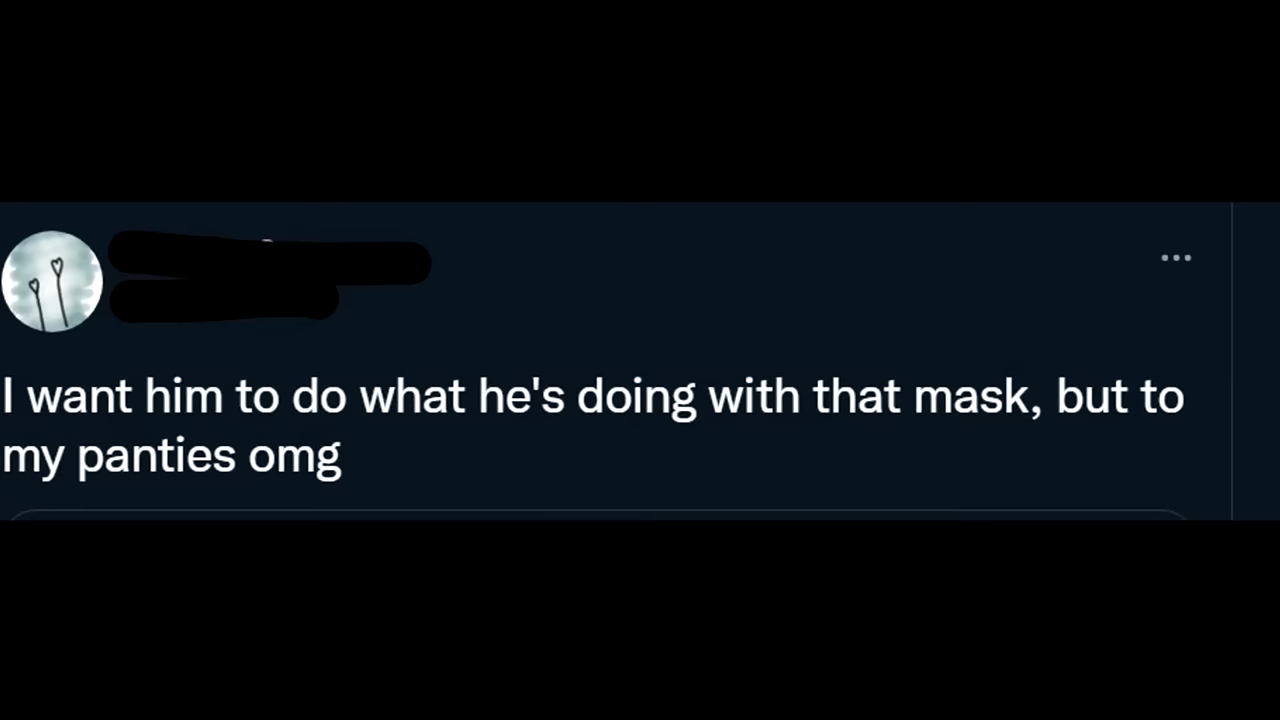 I want him to do what he's doing with that mask, but to
my panties omg